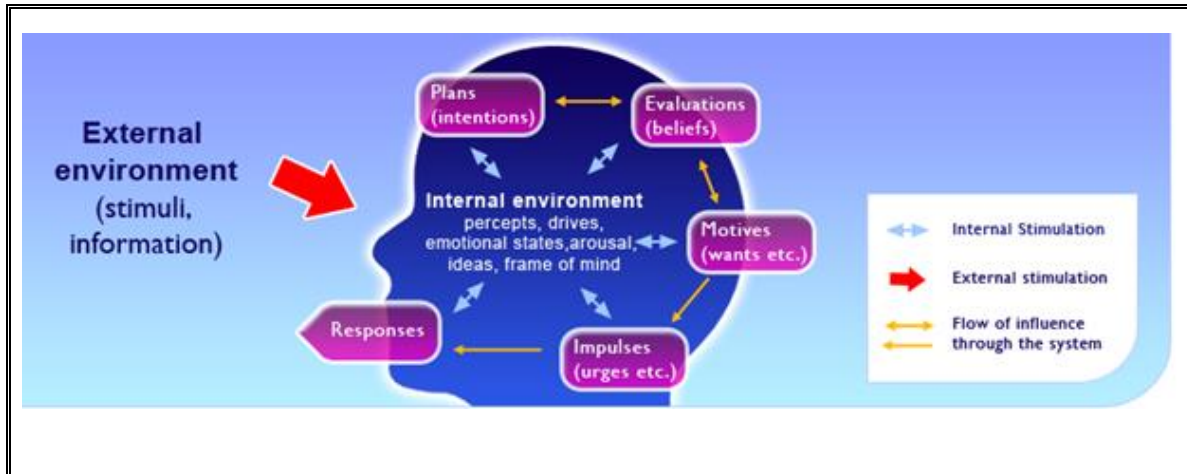 External
environment
(stimuli,
information)
Plans
(intentions)
Evaluations
(beliefs)
Internal environment
percepts, drives,
emotional states,arousal,
ideas, frame of mind
Motives
(wants etc.)
Responses
Impulses
(urges etc.)
Internal Stimulation
External stimulation
Flow of influence
through the system